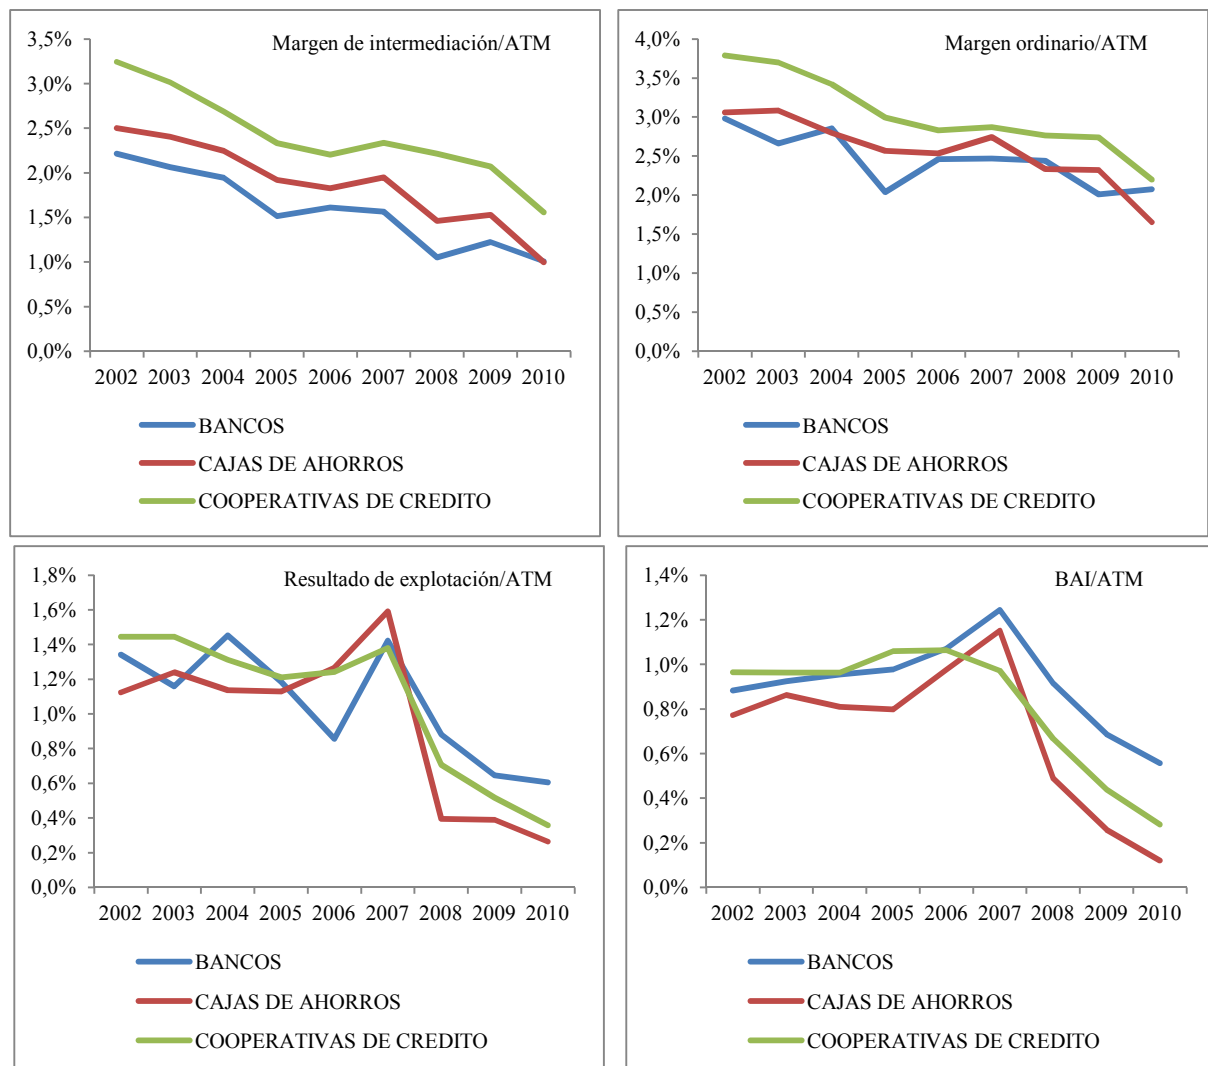 Margen de intermediación/ATM
3,5%
3,0%
2,5%
2,0%
1,5%
1,0%
0,5%
0,0%
2002 2003 2004 2005 2006 2007 2008 2009 2010
BANCOS
CAJAS DE AHORROS
COOPERATIVAS DE CREDITO
Margen ordinario/ATM
4,0%
3,5%
3,0%
2,5%
2,0%
1,5%
1,0%
0,5%
0,0%
2002 2003 2004 2005 2006 2007 2008 2009 2010
BANCOS
CAJAS DE AHORROS
COOPERATIVAS DE CREDITO
Resultado de explotación/ATM
1,8%
1,6%
1,4%
1,2%
1,0%
0,8%
0,6%
0,4%
0,2%
0,0%
2002 2003 2004 2005 2006 2007 2008 2009 2010
BANCOS
CAJAS DE AHORROS
COOPERATIVAS DE CREDITO
BAI/ATM
1,4%
1,2%
1,0%
0,8%
0,6%
0,4%
0,2%
0,0%
2002 2003 2004 2005 2006 2007 2008 2009 2010
BANCOS
CAJAS DE AHORROS
COOPERATIVAS DE CREDITO